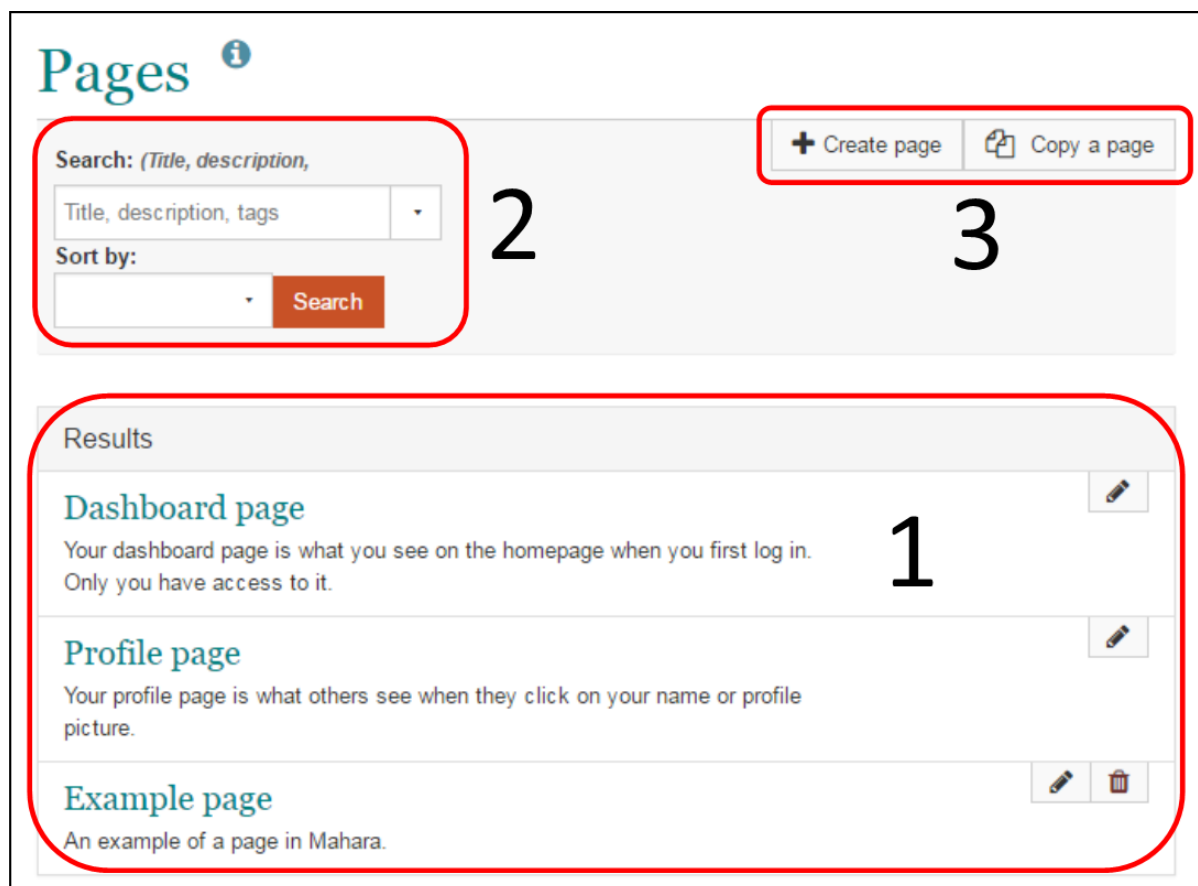 Pages
Create page
Copy a page
Search: (Title, description,
Title, description, tags
2
3
Sort by:
Search
Results
Dashboard page
Your dashboard page is what you see on the homepage when you first log in.
Only you have access to it.
1
Profile page
Your profile page is what others see when they click on your name or profile
picture.
Example page
An example of a page in Mahara.